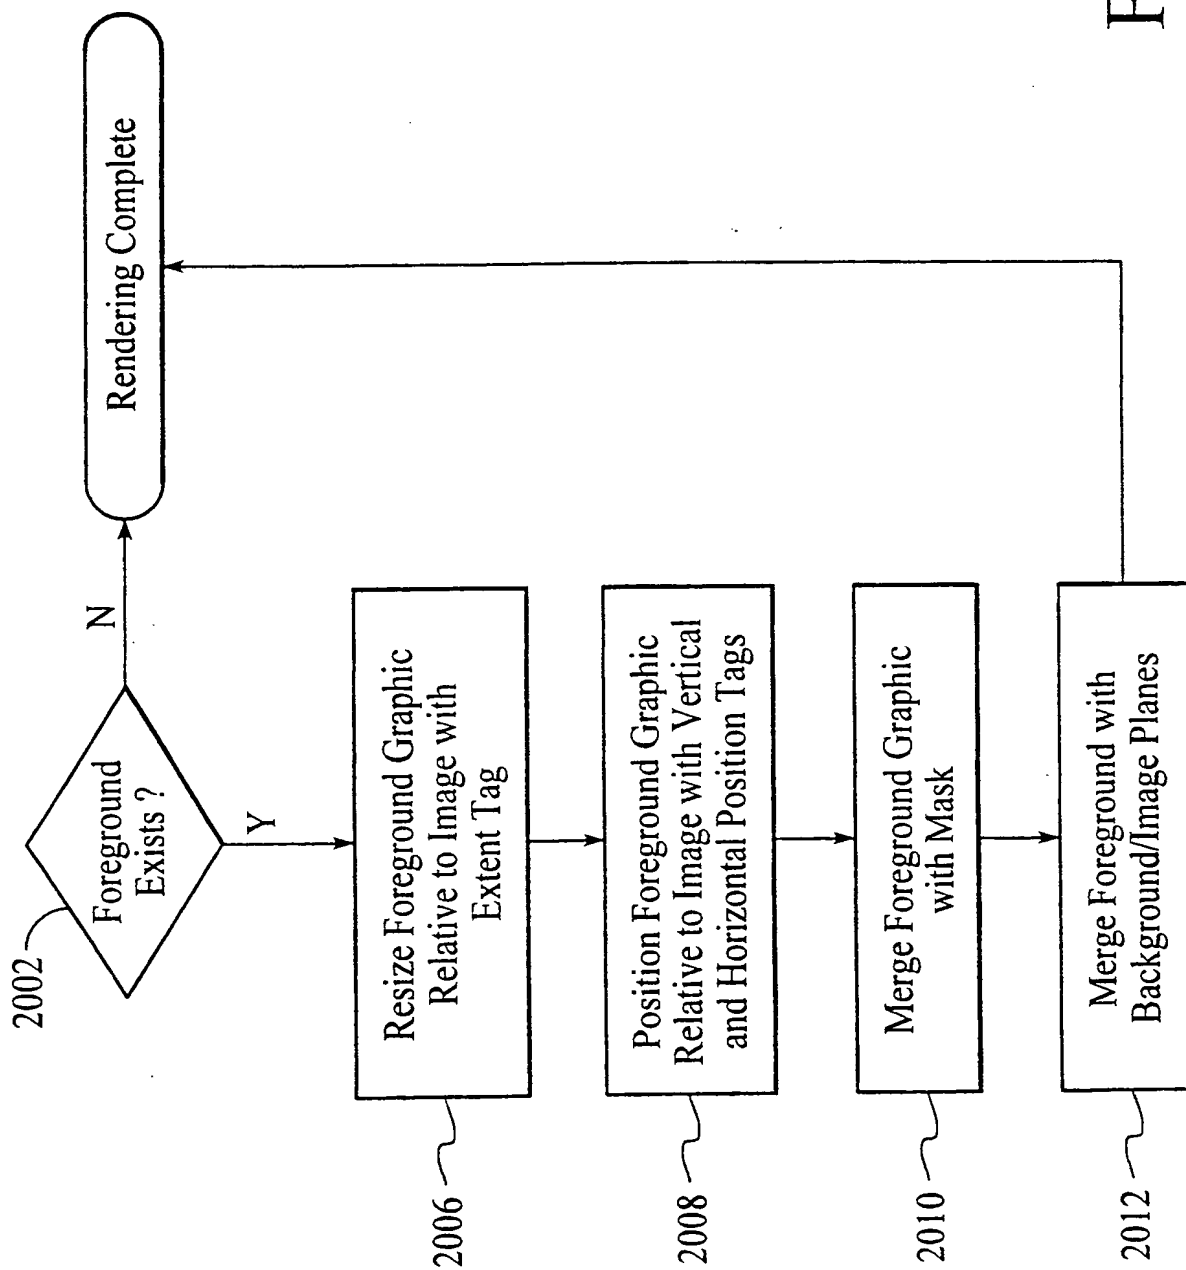 2002
Foreground
Exists ?
N
Rendering Complete
Y
2006
Resize Foreground Graphic
Relative to Image with
Extent Tag
2008
Position Foreground Graphic
Relative to Image with Vertical
and Horizontal Position Tags
2010
Merge Foreground Graphic
with Mask
2012
Merge Foreground with
Background/Image Planes
F